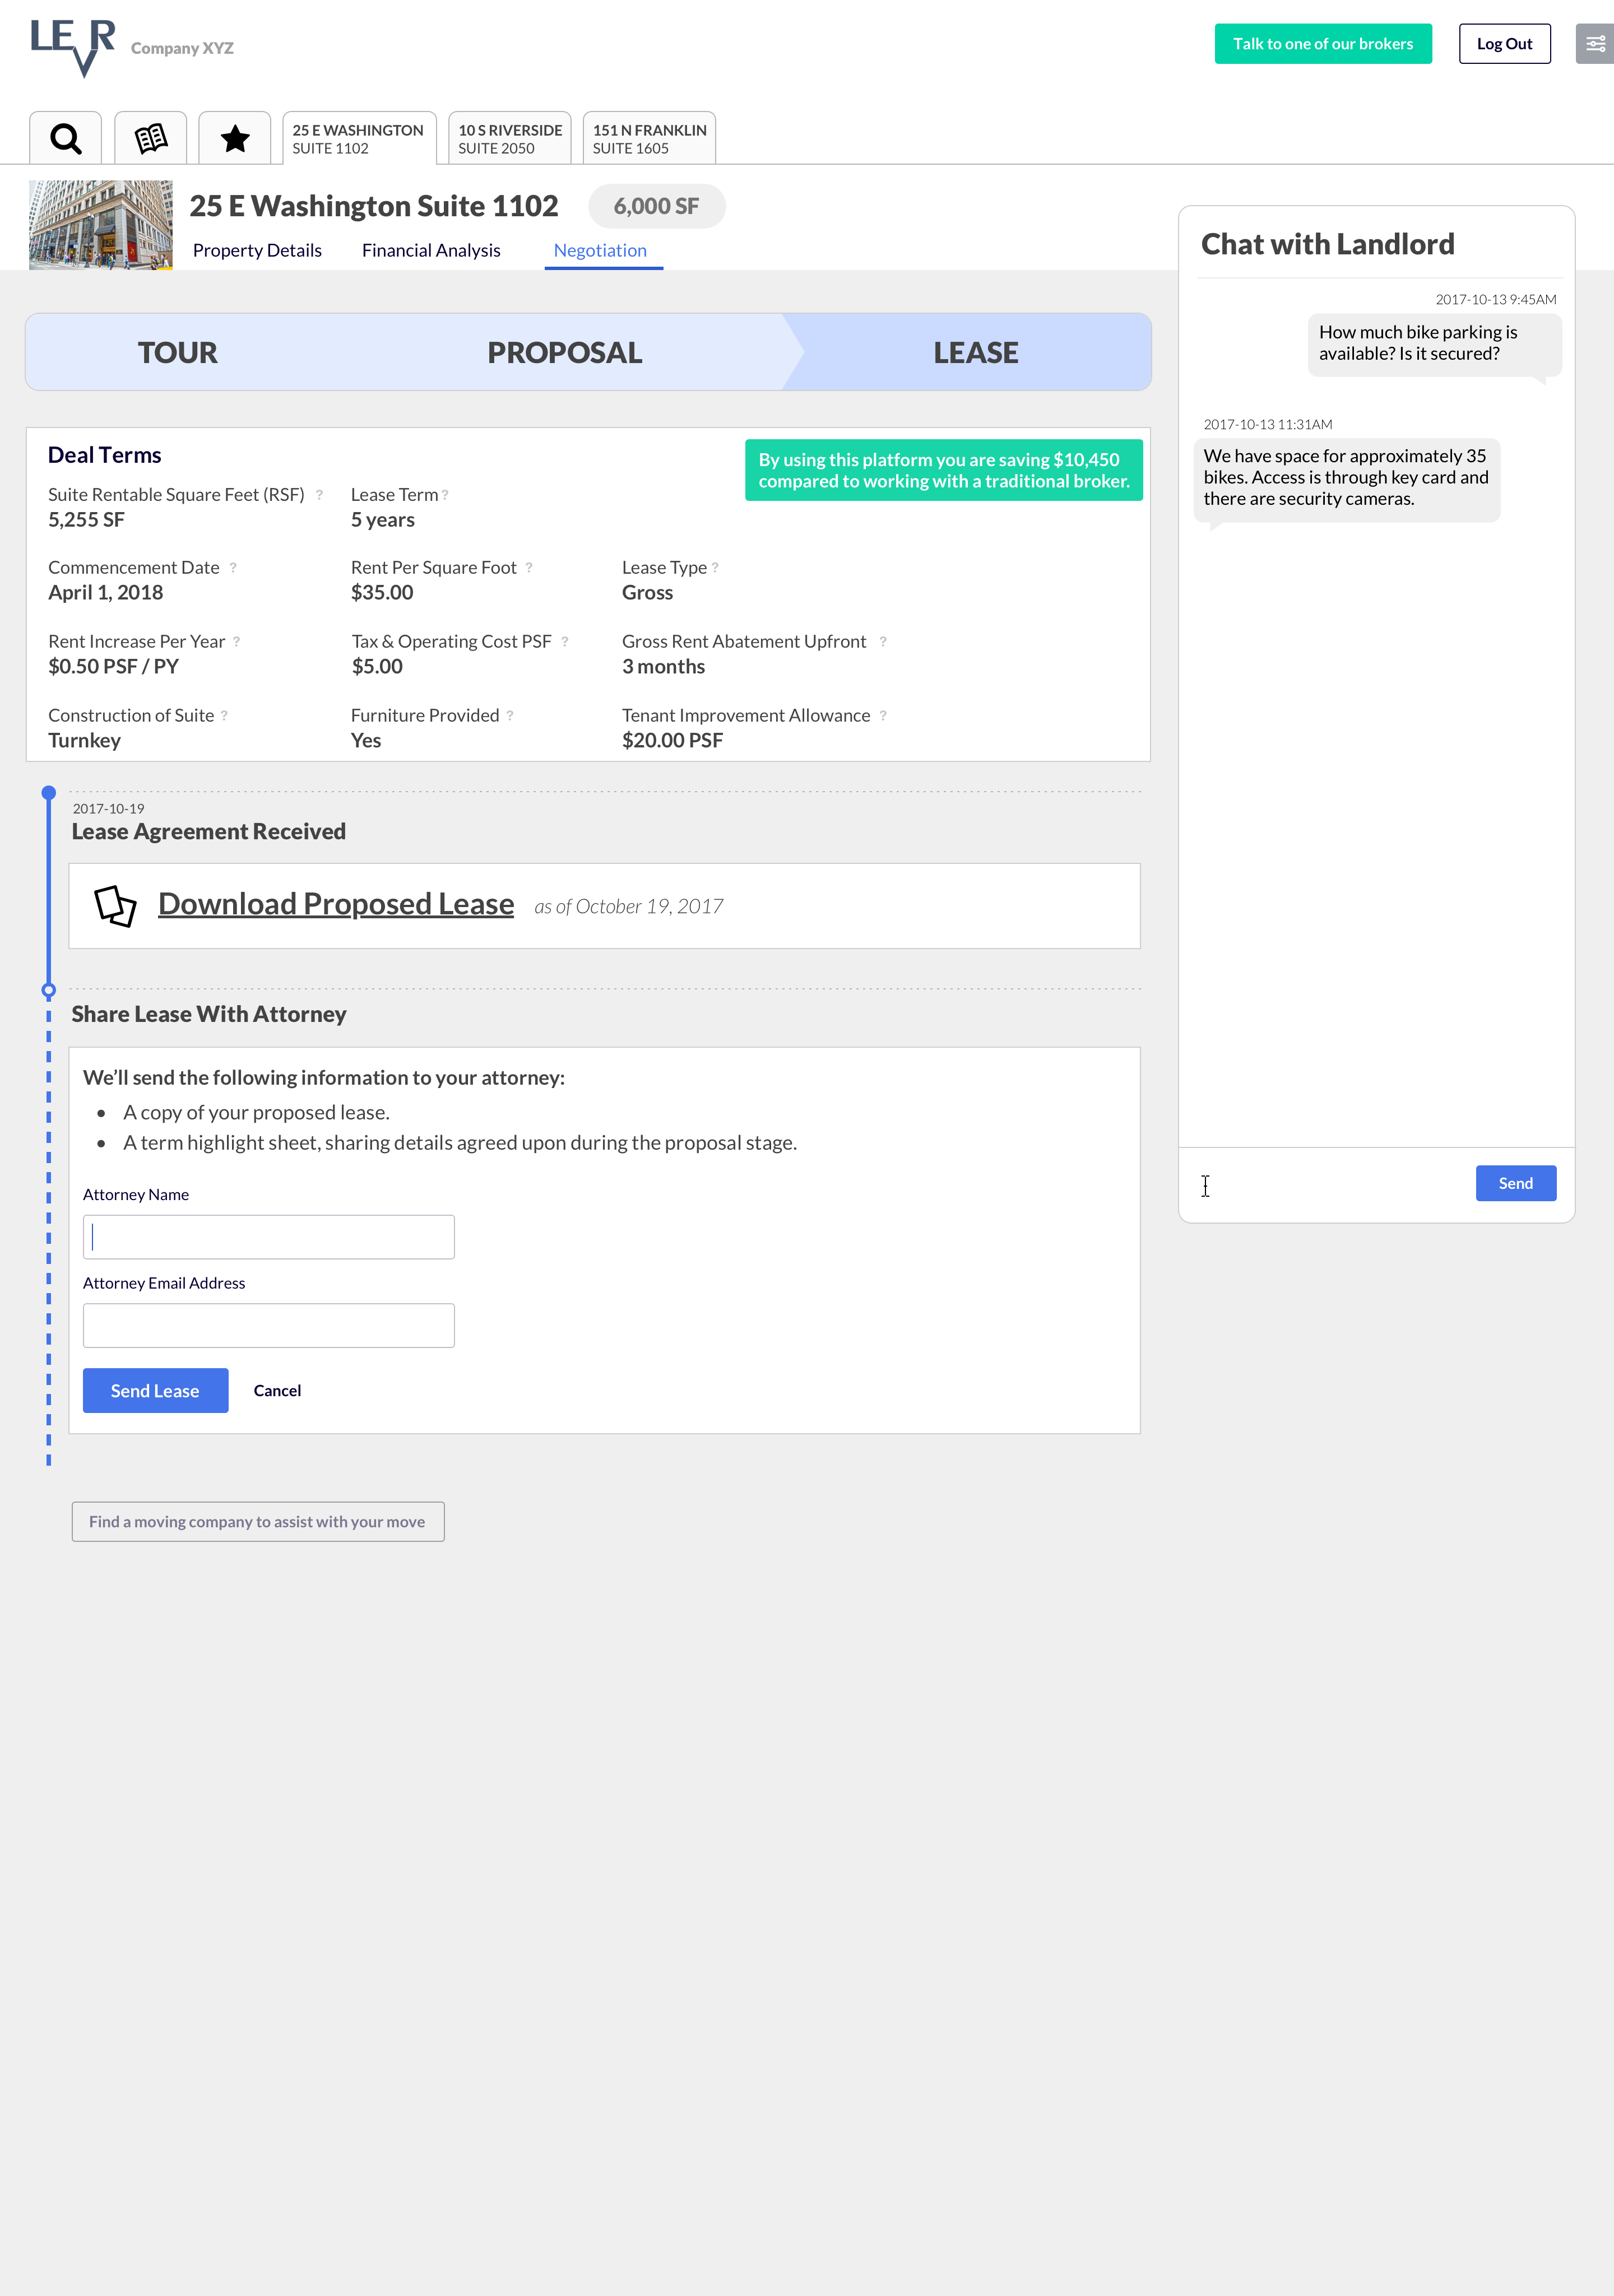 LEVR
Company XYZ
Talk to one of our brokers
Log Out
25 E WASHINGTON
SUITE 1102
10 S RIVERSIDE
SUITE 2050
151 N FRANKLIN
SUITE 1605
25 E Washington Suite 1102
6,000 SF
Property Details
Financial Analysis
Negotiation
TOUR
PROPOSAL
LEASE
Deal Terms
By using this platform you are saving $10,450
compared to working with a traditional broker.
Suite Rentable Square Feet (RSF) ?
5,255 SF
Lease Term ?
5 years
Commencement Date ?
April 1, 2018
Rent Per Square Foot ?
$35.00
Lease Type ?
Gross
Rent Increase Per Year ?
$0.50 PSF / PY
Tax & Operating Cost PSF ?
$5.00
Gross Rent Abatement Upfront ?
3 months
Construction of Suite ?
Turnkey
Furniture Provided ?
Yes
Tenant Improvement Allowance ?
$20.00 PSF
2017-10-19
Lease Agreement Received
Download Proposed Lease as of October 19, 2017
Share Lease With Attorney
We’ll send the following information to your attorney:
• A copy of your proposed lease.
• A term highlight sheet, sharing details agreed upon during the proposal stage.
Attorney Name
Attorney Email Address
Send Lease
Cancel
Find a moving company to assist with your move
Chat with Landlord
2017-10-13 9:45AM
How much bike parking is
available? Is it secured?
2017-10-13 11:31AM
We have space for approximately 35
bikes. Access is through key card and
there are security cameras.
Send